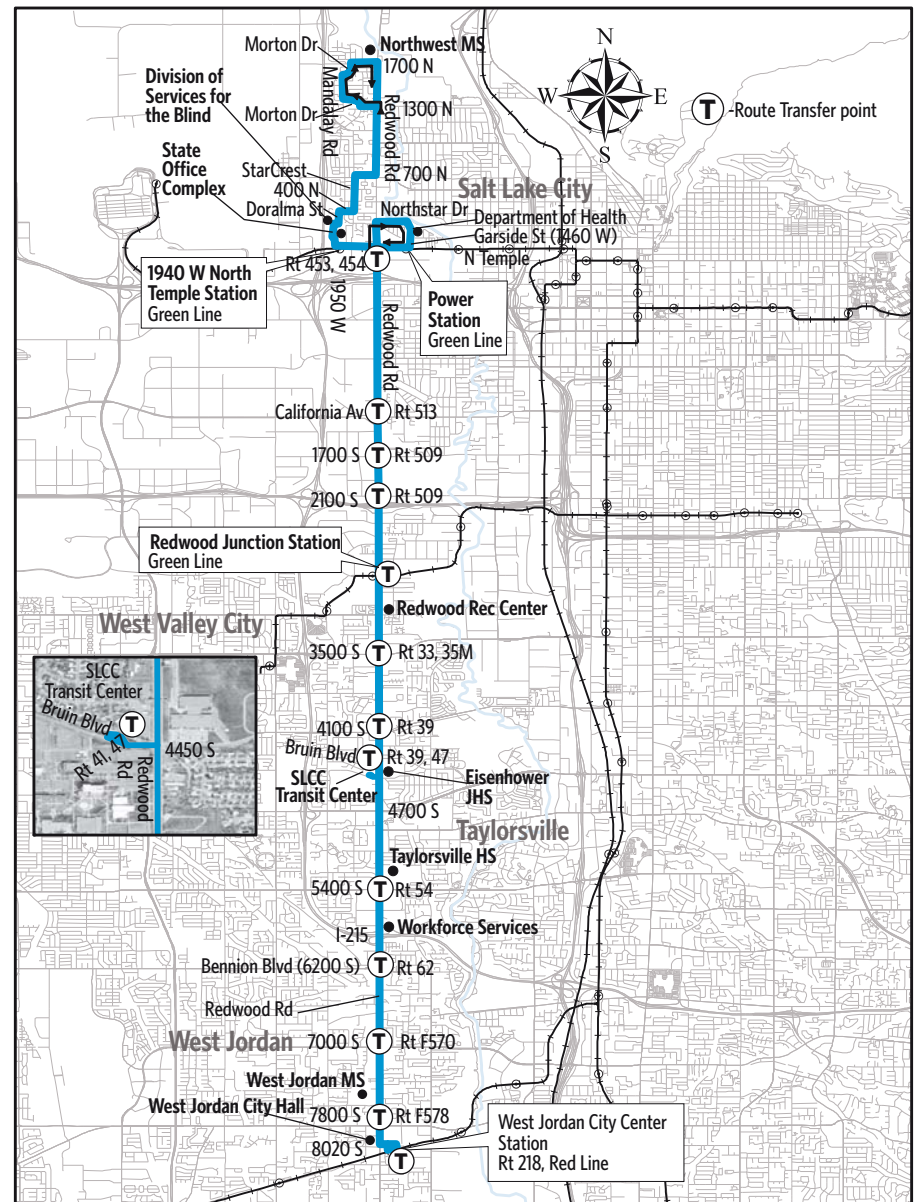 Morton Dr
Northwest MS
1700 N
N
W
E
S
T
-Route Transfer point
Division of
Services for
the Blind
Mandalay Rd
Morton Dr
Redwood Rd
1300 N
State
Office
Complex
StarCrest
400 N
700 N
Salt Lake City
Doralma St
Northstar Dr
Department of Health
Garside St (1460 W)
N Temple
Rt 453, 454
T
1940 W North
Temple Station
Green Line
1950 W
Redwood Rd
Power
Station
Green Line
California Av
T
Rt 513
1700 S
T
Rt 509
2100 S
T
Rt 509
Redwood Junction Station
Green Line
T
Redwood Rec Center
West Valley City
3500 S
T
Rt 33, 35M
SLCC
Transit Center
Bruin Blvd
T
Rt 41, 47
4450 S
Redwood
Rd
4100 S
T
Rt 39
Bruin Blvd
T
Rt 39, 47
SLCC
Transit Center
Eisenhower
JHS
4700 S
Taylorsville
Taylorsville HS
5400 S
T
Rt 54
I-215
Workforce Services
Bennion Blvd (6200 S)
T
Rt 62
Redwood Rd
West Jordan
7000 S
T
Rt F570
West Jordan MS
West Jordan City Hall
7800 S
T
Rt F578
8020 S
T
West Jordan City Center
Station
Rt 218, Red Line